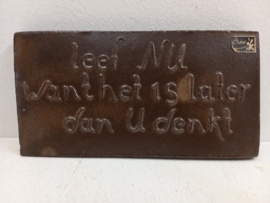 leef NU
want het is later
dan U denkt